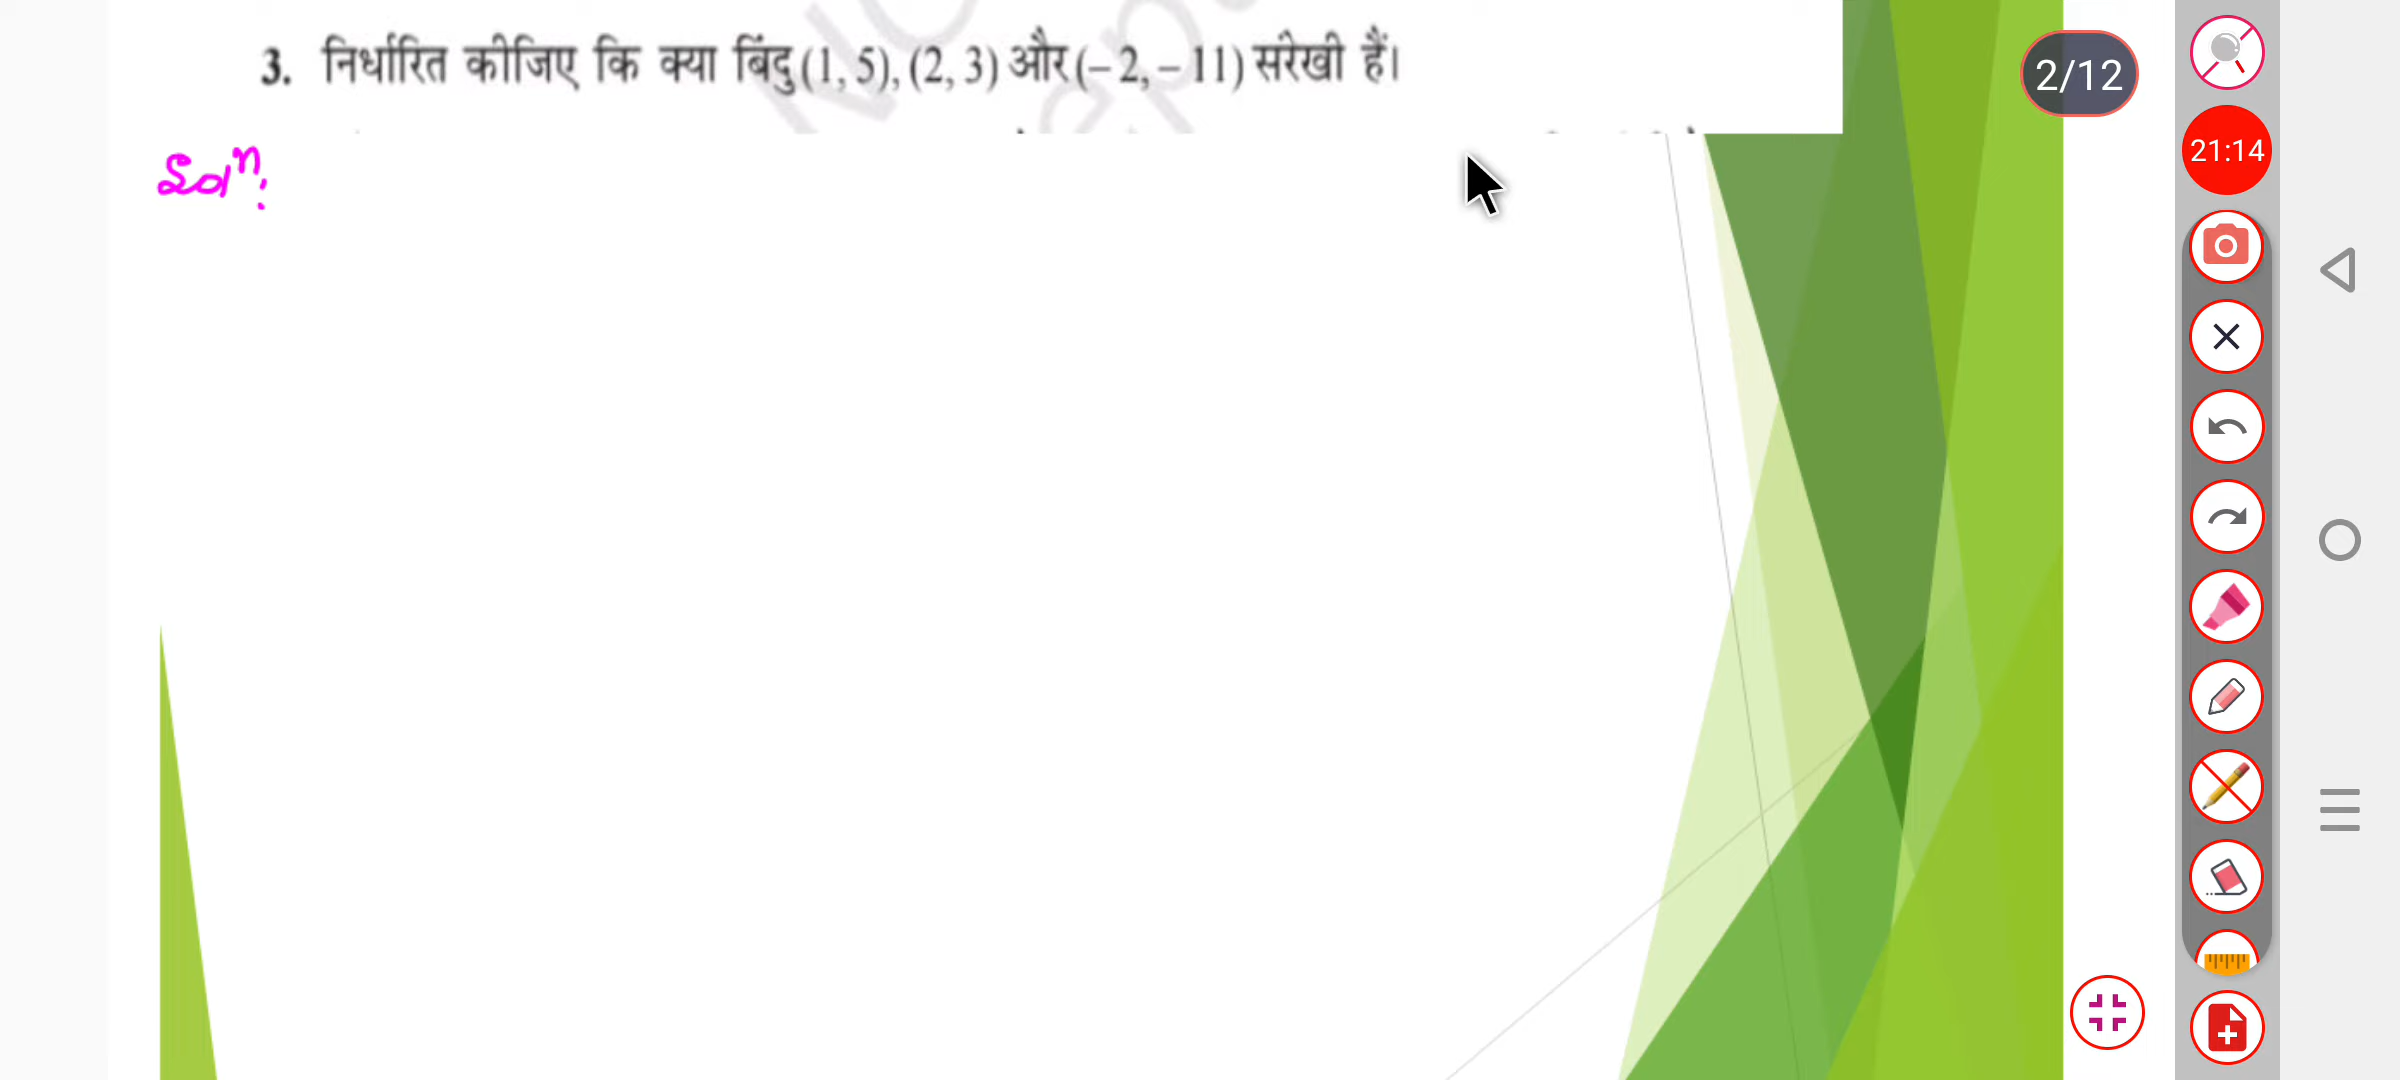 3. निर्धारित कीजिए कि क्या बिंदु (1, 5), (2, 3) और (– 2, – 11) संरेखी हैं।
2/12
21:14
Solⁿ: